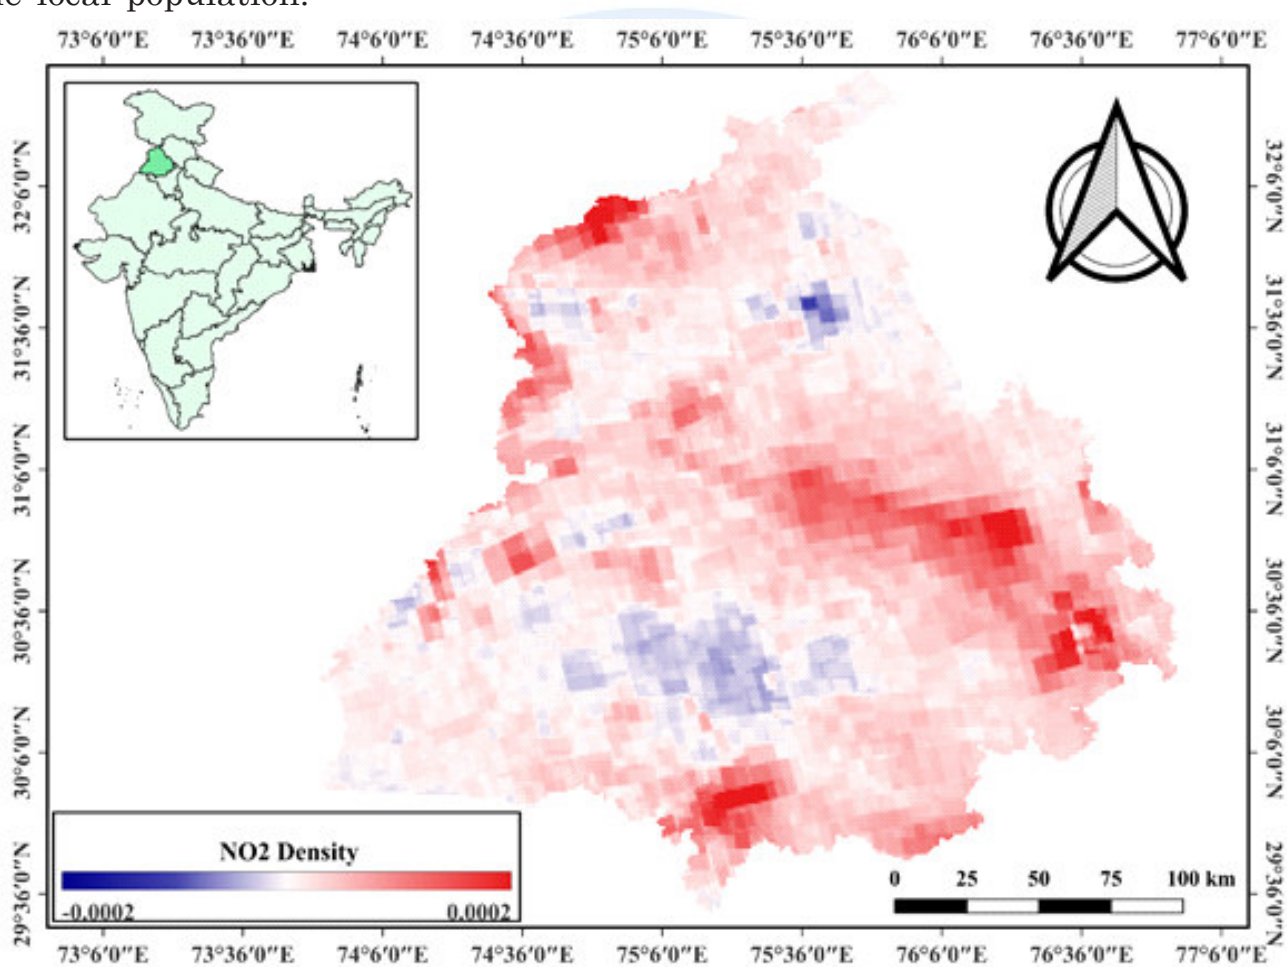 local population.
73°6′0″E 73°36′0″E 74°6′0″E 74°36′0″E 75°6′0″E 75°36′0″E 76°6′0″E 76°36′0″E 77°6′0″E
32°6′0″N
31°36′0″N
31°6′0″N
30°36′0″N
30°6′0″N
29°36′0″N
32°6′0″N
31°36′0″N
31°6′0″N
30°36′0″N
30°6′0″N
29°36′0″N
NO2 Density
-0.0002 0.0002
0 25 50 75 100 km
73°6′0″E 73°36′0″E 74°6′0″E 74°36′0″E 75°6′0″E 75°36′0″E 76°6′0″E 76°36′0″E 77°6′0″E